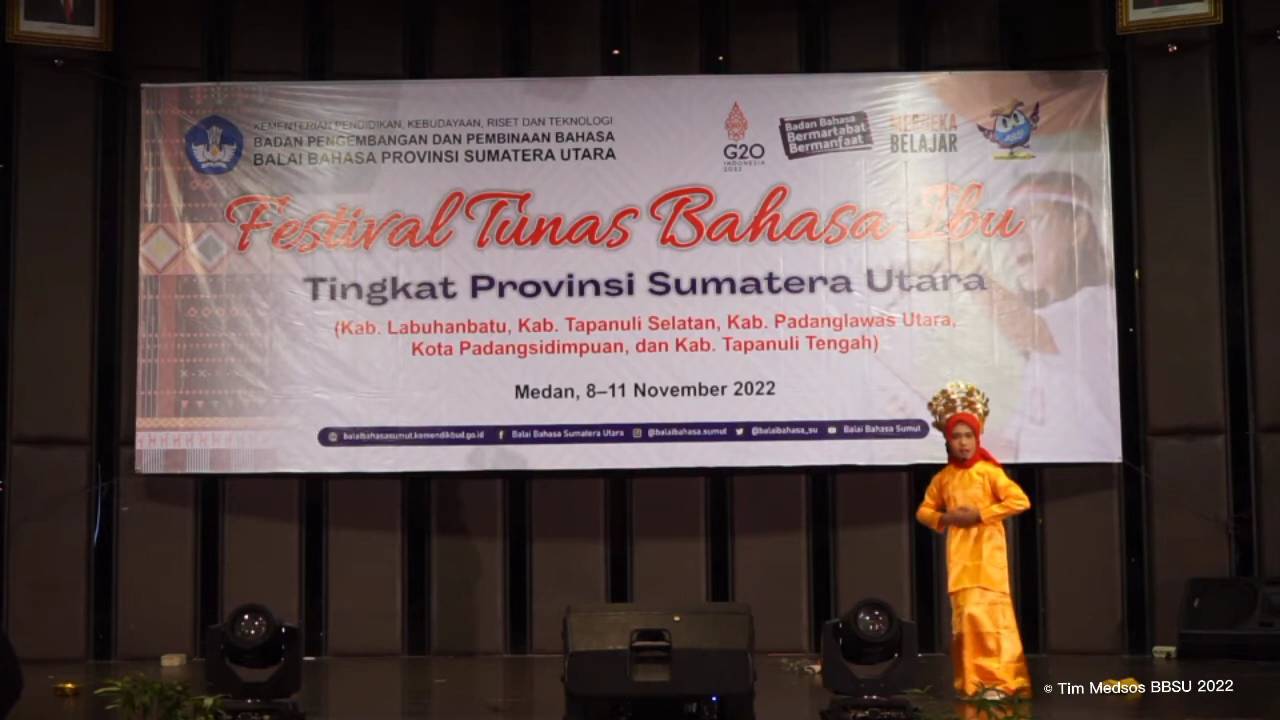 KEMENTERIAN PENDIDIKAN, KEBUDAYAAN, RISET DAN TEKNOLOGI
BADAN PENGEMBANGAN DAN PEMBINAAN BAHASA
BALAI BAHASA PROVINSI SUMATERA UTARA
G20
INDONESIA
2022
Badan Bahasa
Bermartabat
Bermanfaat
MERDEKA
BELAJAR
Festival Tunas Bahasa Ibu
Tingkat Provinsi Sumatera Utara
(Kab. Labuhanbatu, Kab. Tapanuli Selatan, Kab. Padanglawas Utara,
Kota Padangsidimpuan, dan Kab. Tapanuli Tengah)
Medan, 8–11 November 2022
balaibahasasumut.kemendikbud.go.id Balai Bahasa Sumatera Utara @balaibahasa.sumut @balaibahasa_su Balai Bahasa Sumut
© Tim Medsos BBSU 2022